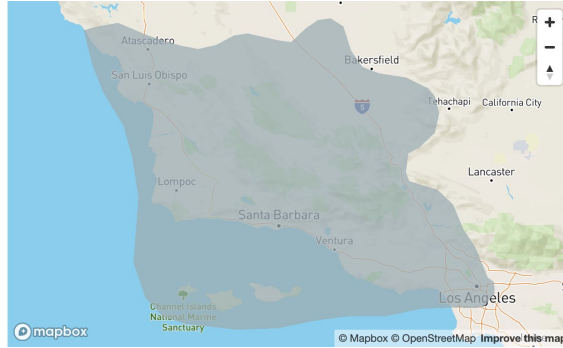 R
Atascadero
Bakersfield
San Luis Obispo
5
Tehachapi
California City
Lancaster
Lompoc
Santa Barbara
Ventura
Channel Islands
National Marine
Sanctuary
Los Angeles
mapbox
© Mapbox © OpenStreetMap Improve this map